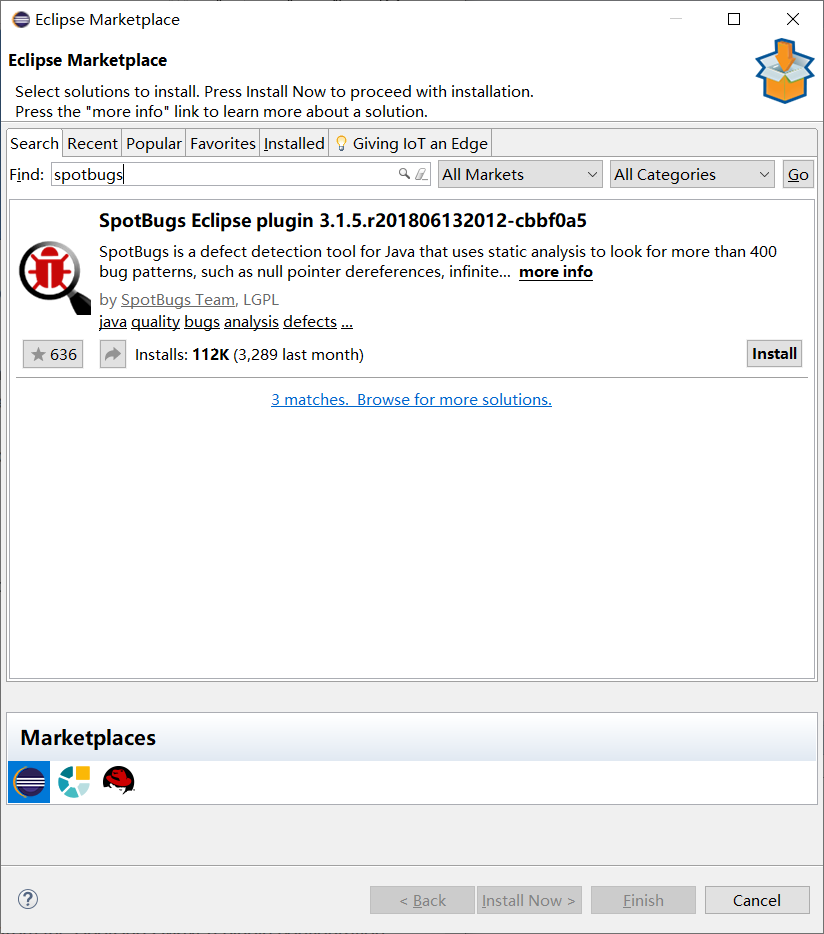 Eclipse Marketplace
Eclipse Marketplace
Select solutions to install. Press Install Now to proceed with installation.
Press the "more info" link to learn more about a solution.
Search Recent Popular Favorites Installed Giving IoT an Edge
Find: spotbugs All Markets All Categories Go
SpotBugs Eclipse plugin 3.1.5.r201806132012-cbbf0a5
SpotBugs is a defect detection tool for Java that uses static analysis to look for more than 400
bug patterns, such as null pointer dereferences, infinite... more info
by SpotBugs Team, LGPL
java quality bugs analysis defects ...
636 Installs: 112K (3,289 last month) Install
3 matches. Browse for more solutions.
Marketplaces
? < Back Install Now > Finish Cancel